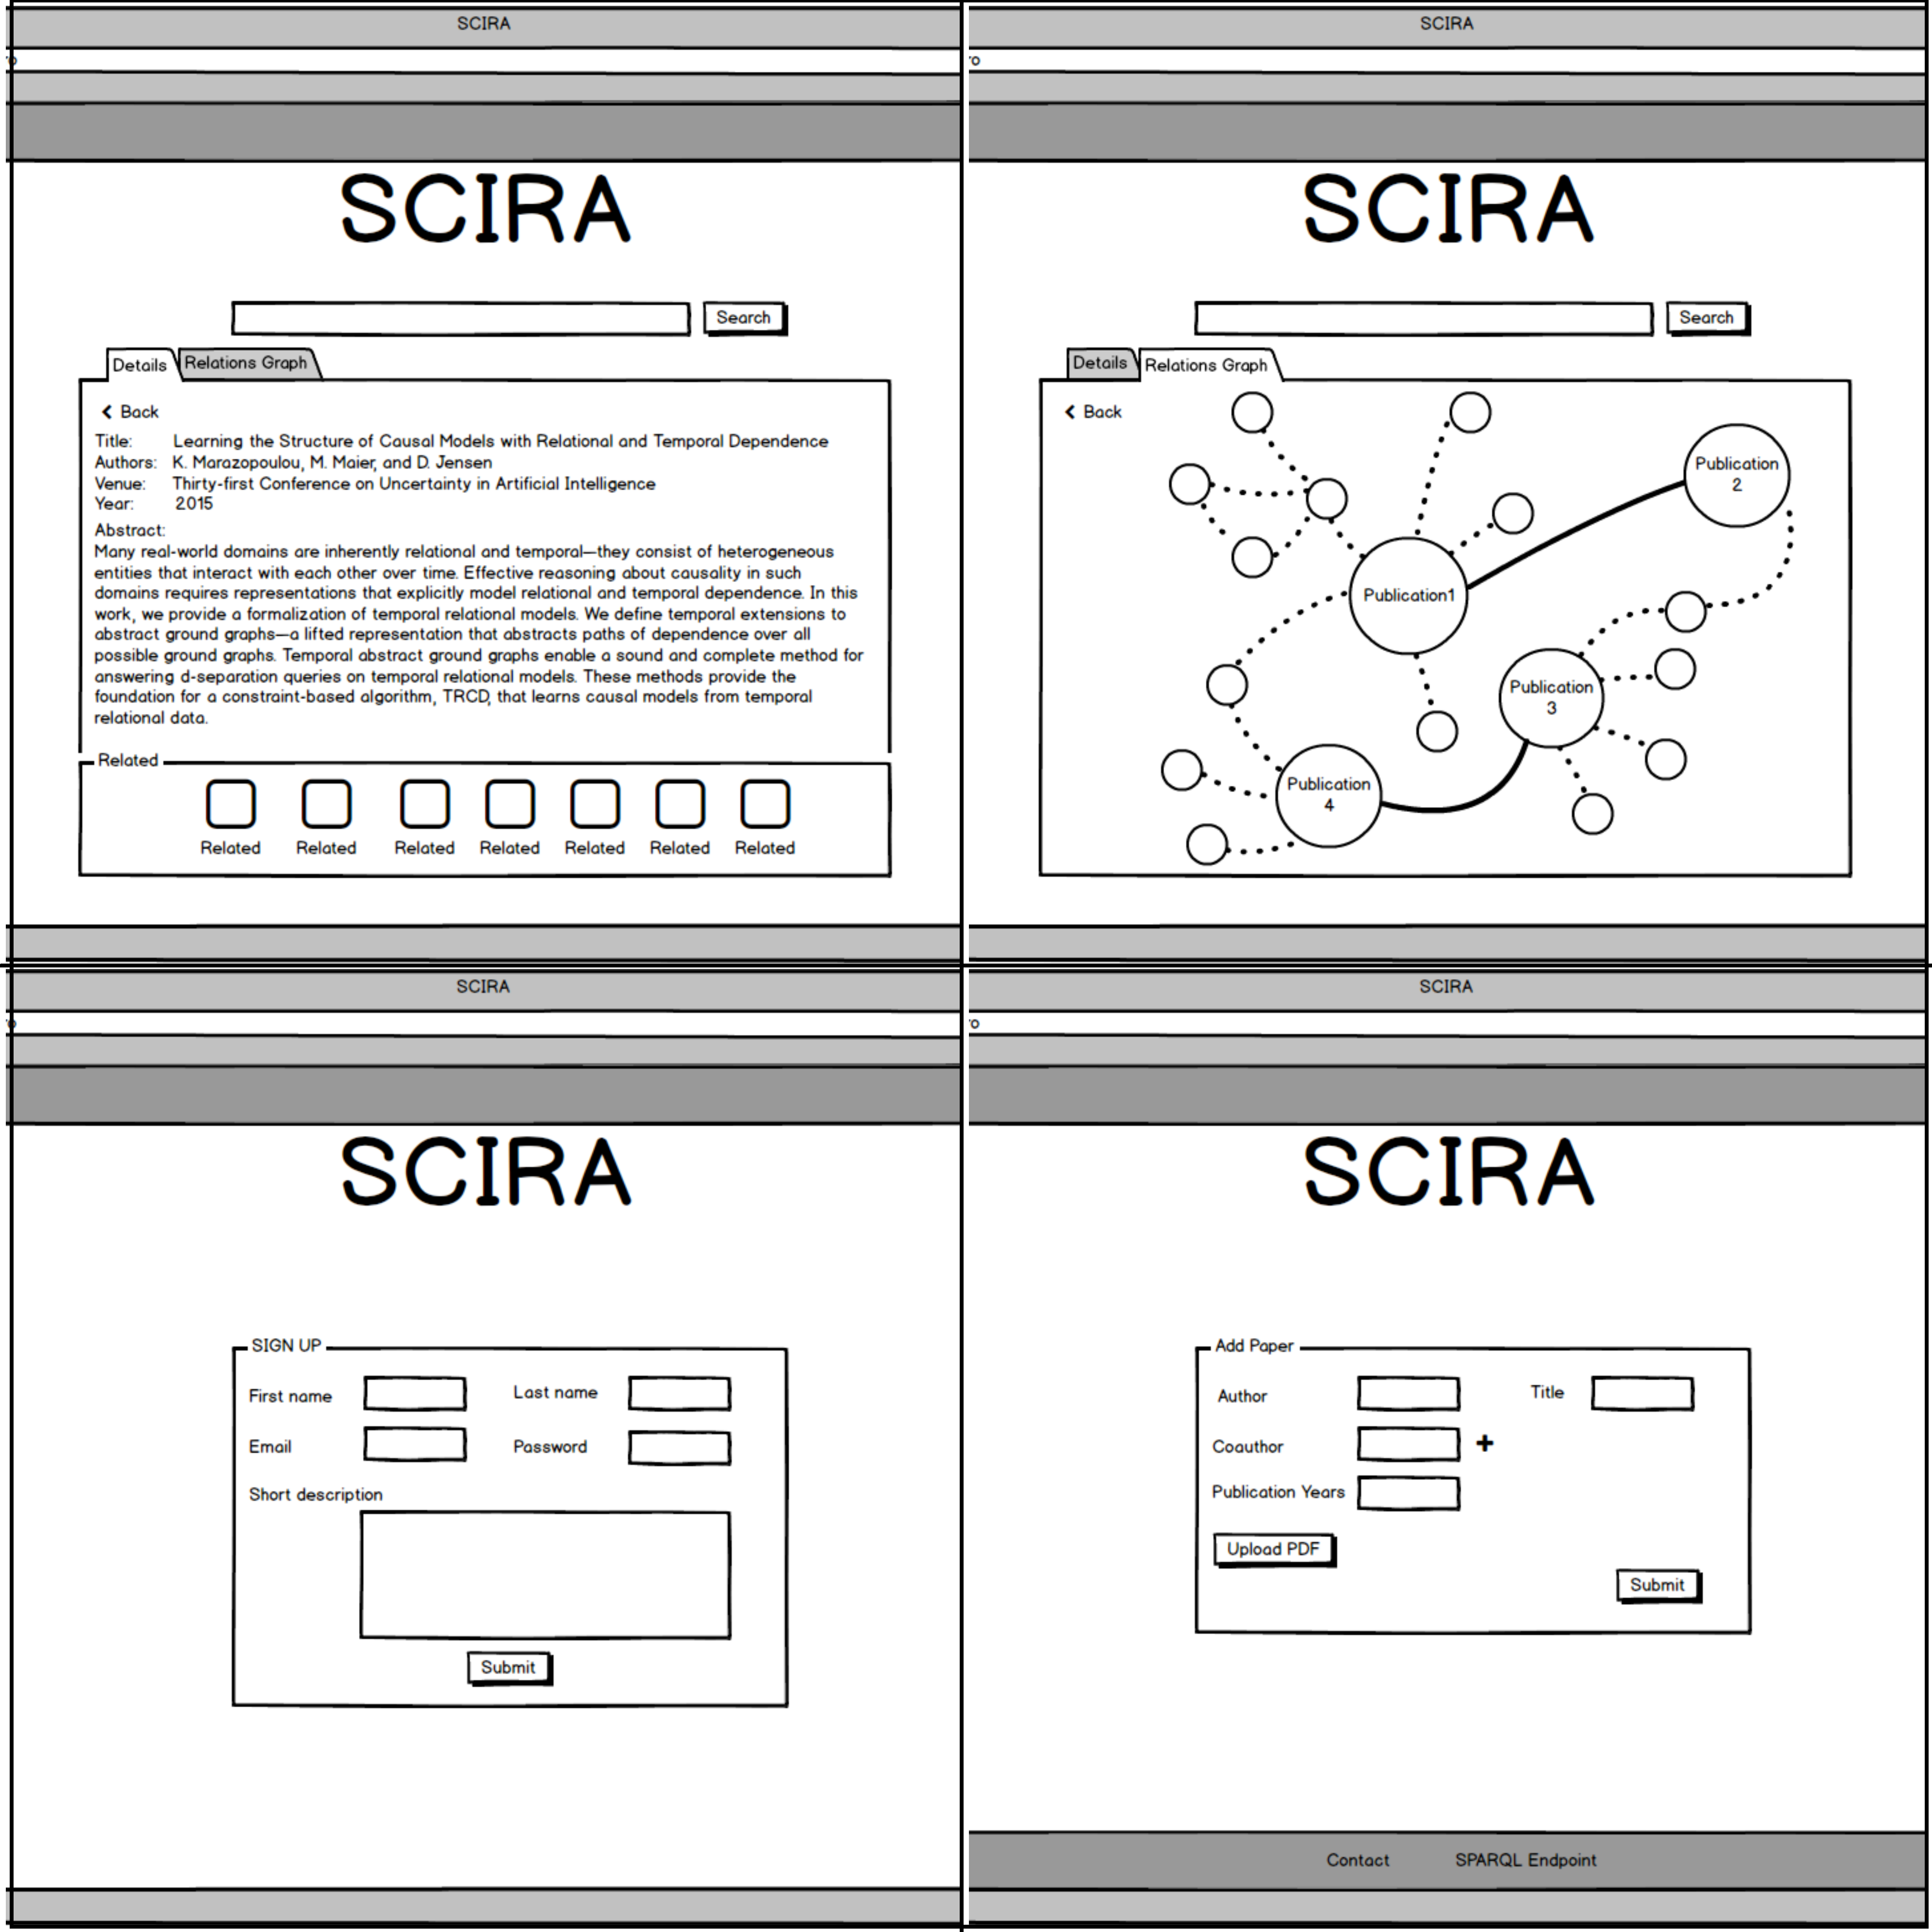 SCIRA
ro
SCIRA
Search
Details
Relations Graph
Back
Title: Learning the Structure of Causal Models with Relational and Temporal Dependence
Authors: K. Marazopoulou, M. Maier, and D. Jensen
Venue: Thirty-first Conference on Uncertainty in Artificial Intelligence
Year: 2015
Abstract:
Many real-world domains are inherently relational and temporal—they consist of heterogeneous
entities that interact with each other over time. Effective reasoning about causality in such
domains requires representations that explicitly model relational and temporal dependence. In this
work, we provide a formalization of temporal relational models. We define temporal extensions to
abstract ground graphs—a lifted representation that abstracts paths of dependence over all
possible ground graphs. Temporal abstract ground graphs enable a sound and complete method for
answering d-separation queries on temporal relational models. These methods provide the
foundation for a constraint-based algorithm, TRCD, that learns causal models from temporal
relational data.
Related
Related Related Related Related Related Related Related
SCIRA
ro
SCIRA
Search
Details
Relations Graph
Back
Publication
2
Publication1
Publication
3
Publication
4
SCIRA
ro
SCIRA
SIGN UP
First name
Last name
Email
Password
Short description
Submit
SCIRA
ro
SCIRA
Add Paper
Author
Title
Coauthor
+
Publication Years
Upload PDF
Submit
Contact
SPARQL Endpoint